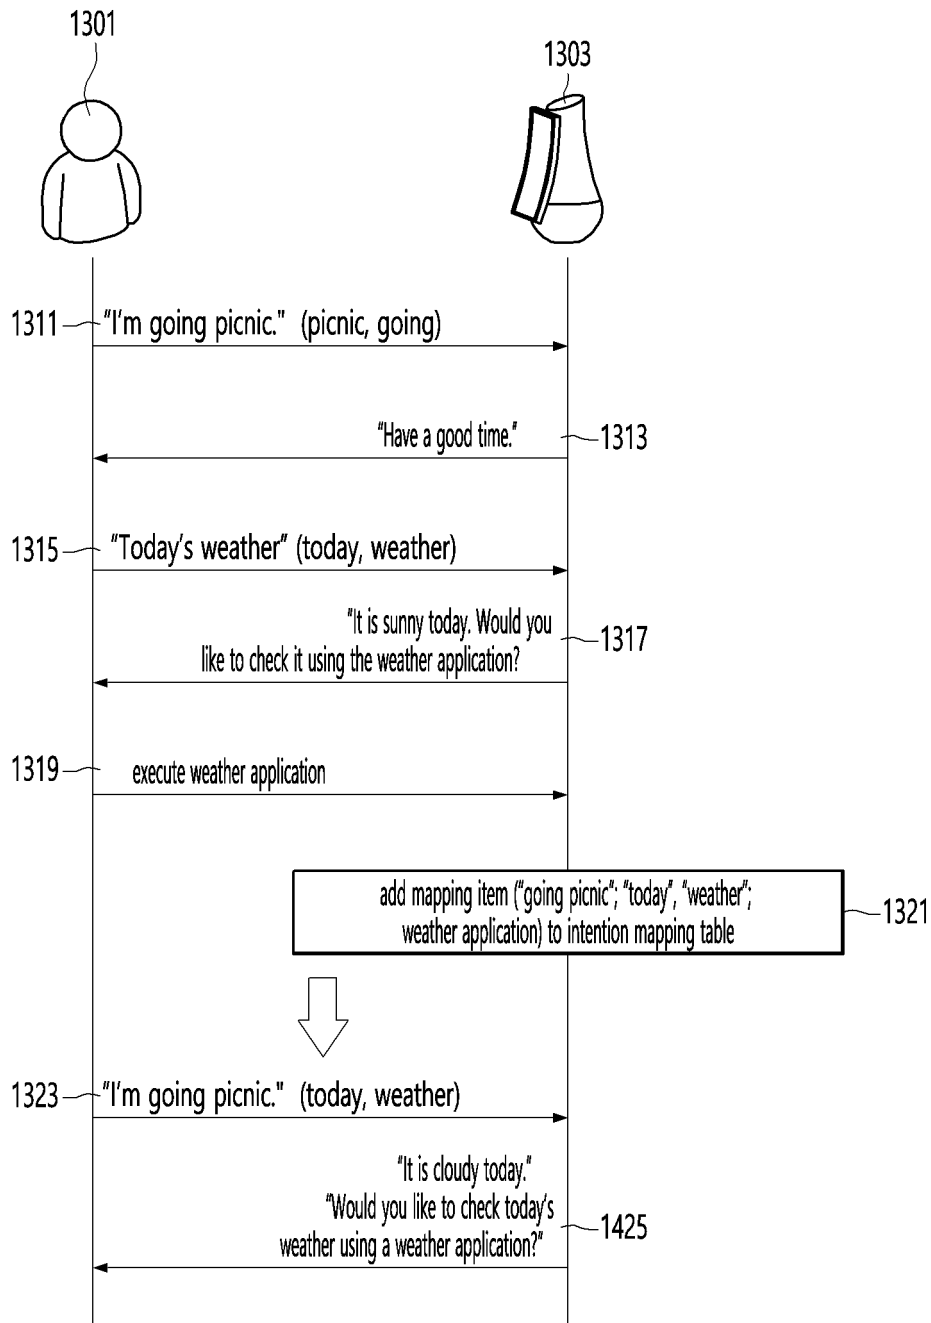 1301
1303
1311
"I'm going picnic." (picnic, going)
"Have a good time."
1313
1315
"Today's weather" (today, weather)
"It is sunny today. Would you
like to check it using the weather application?
1317
1319
execute weather application
add mapping item ("going picnic"; "today", "weather";
weather application) to intention mapping table
1321
1323
"I'm going picnic." (today, weather)
"It is cloudy today."
"Would you like to check today's
weather using a weather application?"
1425